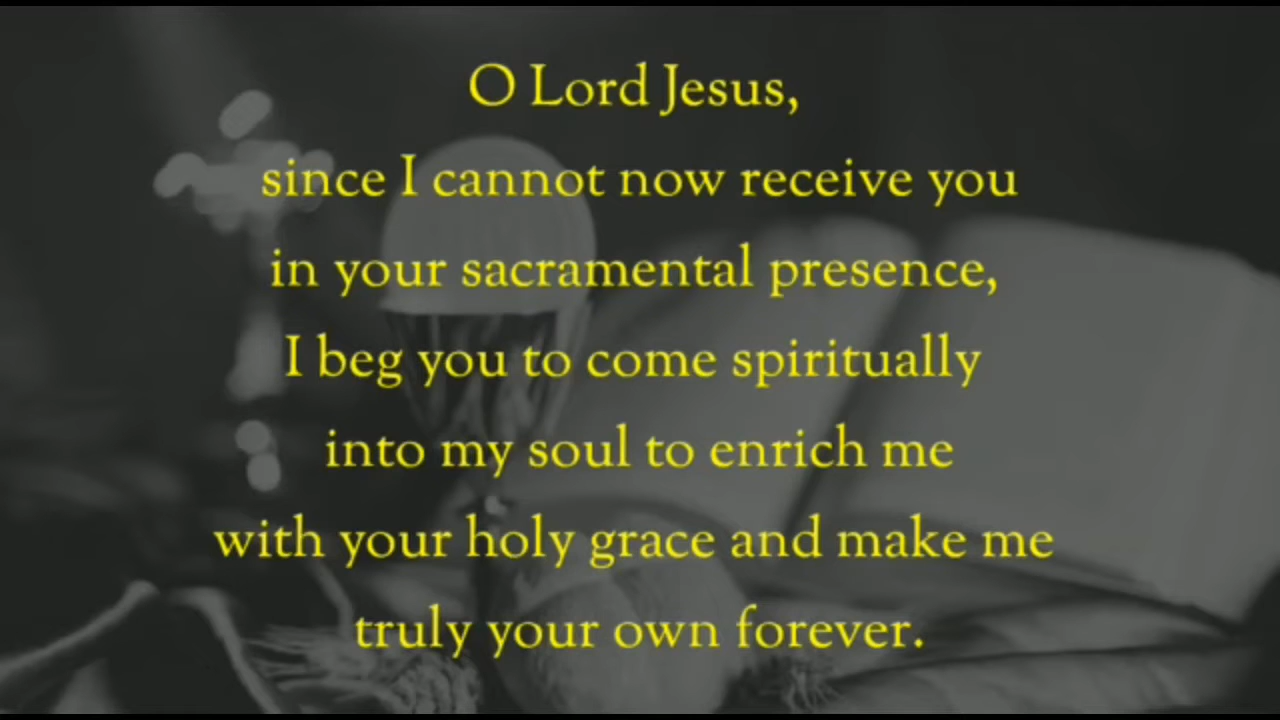 O Lord Jesus,
since I cannot now receive you
in your sacramental presence,
I beg you to come spiritually
into my soul to enrich me
with your holy grace and make me
truly your own forever.